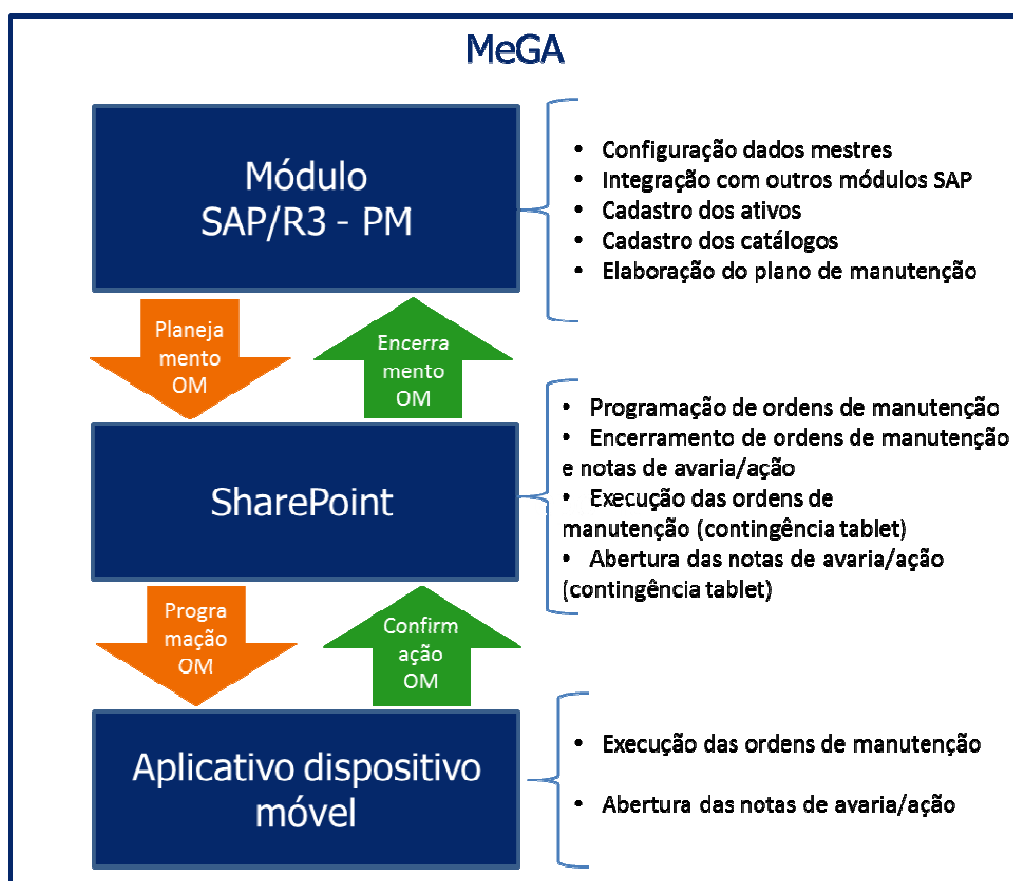 MeGA
Módulo
SAP/R3 - PM
• Configuração dados mestres
• Integração com outros módulos SAP
• Cadastro dos ativos
• Cadastro dos catálogos
• Elaboração do plano de manutenção
Planeja
mento
OM
Encerra
mento
OM
SharePoint
• Programação de ordens de manutenção
• Encerramento de ordens de manutenção
e notas de avaria/ação
• Execução das ordens de
manutenção (contingência tablet)
• Abertura das notas de avaria/ação
(contingência tablet)
Progra
mação
OM
Confirm
ação
OM
Aplicativo dispositivo
móvel
• Execução das ordens de manutenção
• Abertura das notas de avaria/ação